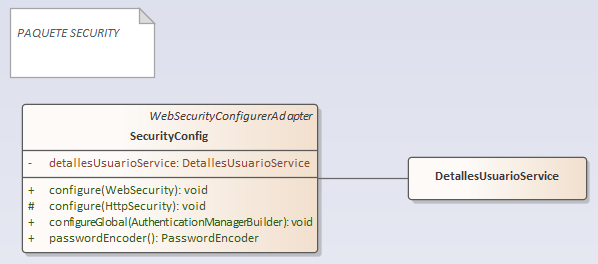 PAQUETE SECURITY
WebSecurityConfigurerAdapter
SecurityConfig
- detallesUsuarioService: DetallesUsuarioService
+ configure(WebSecurity): void
# configure(HttpSecurity): void
+ configureGlobal(AuthenticationManagerBuilder): void
+ passwordEncoder(): PasswordEncoder
DetallesUsuarioService